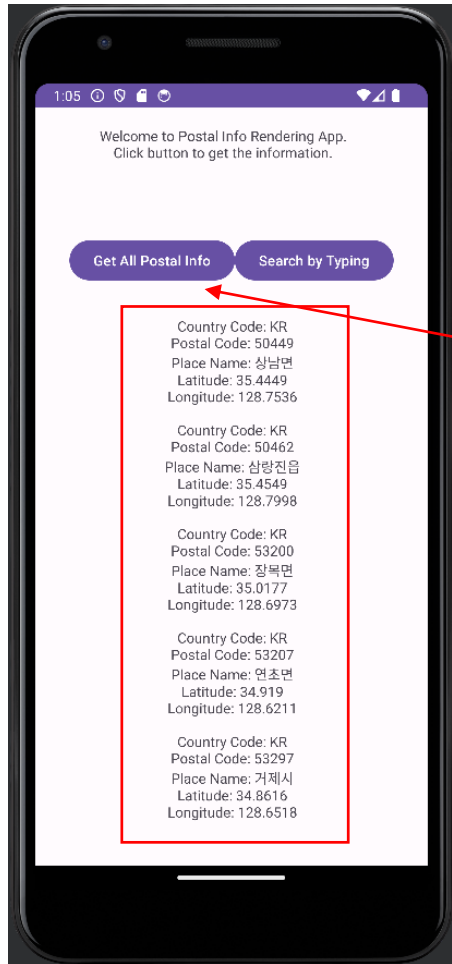 1:05
Welcome to Postal Info Rendering App.
Click button to get the information.
Get All Postal Info
Search by Typing
Country Code: KR
Postal Code: 50449
Place Name: 상남면
Latitude: 35.4449
Longitude: 128.7536
Country Code: KR
Postal Code: 50462
Place Name: 삼랑진읍
Latitude: 35.4549
Longitude: 128.7998
Country Code: KR
Postal Code: 53200
Place Name: 장목면
Latitude: 35.0177
Longitude: 128.6973
Country Code: KR
Postal Code: 53207
Place Name: 연초면
Latitude: 34.919
Longitude: 128.6211
Country Code: KR
Postal Code: 53297
Place Name: 거제시
Latitude: 34.8616
Longitude: 128.6518